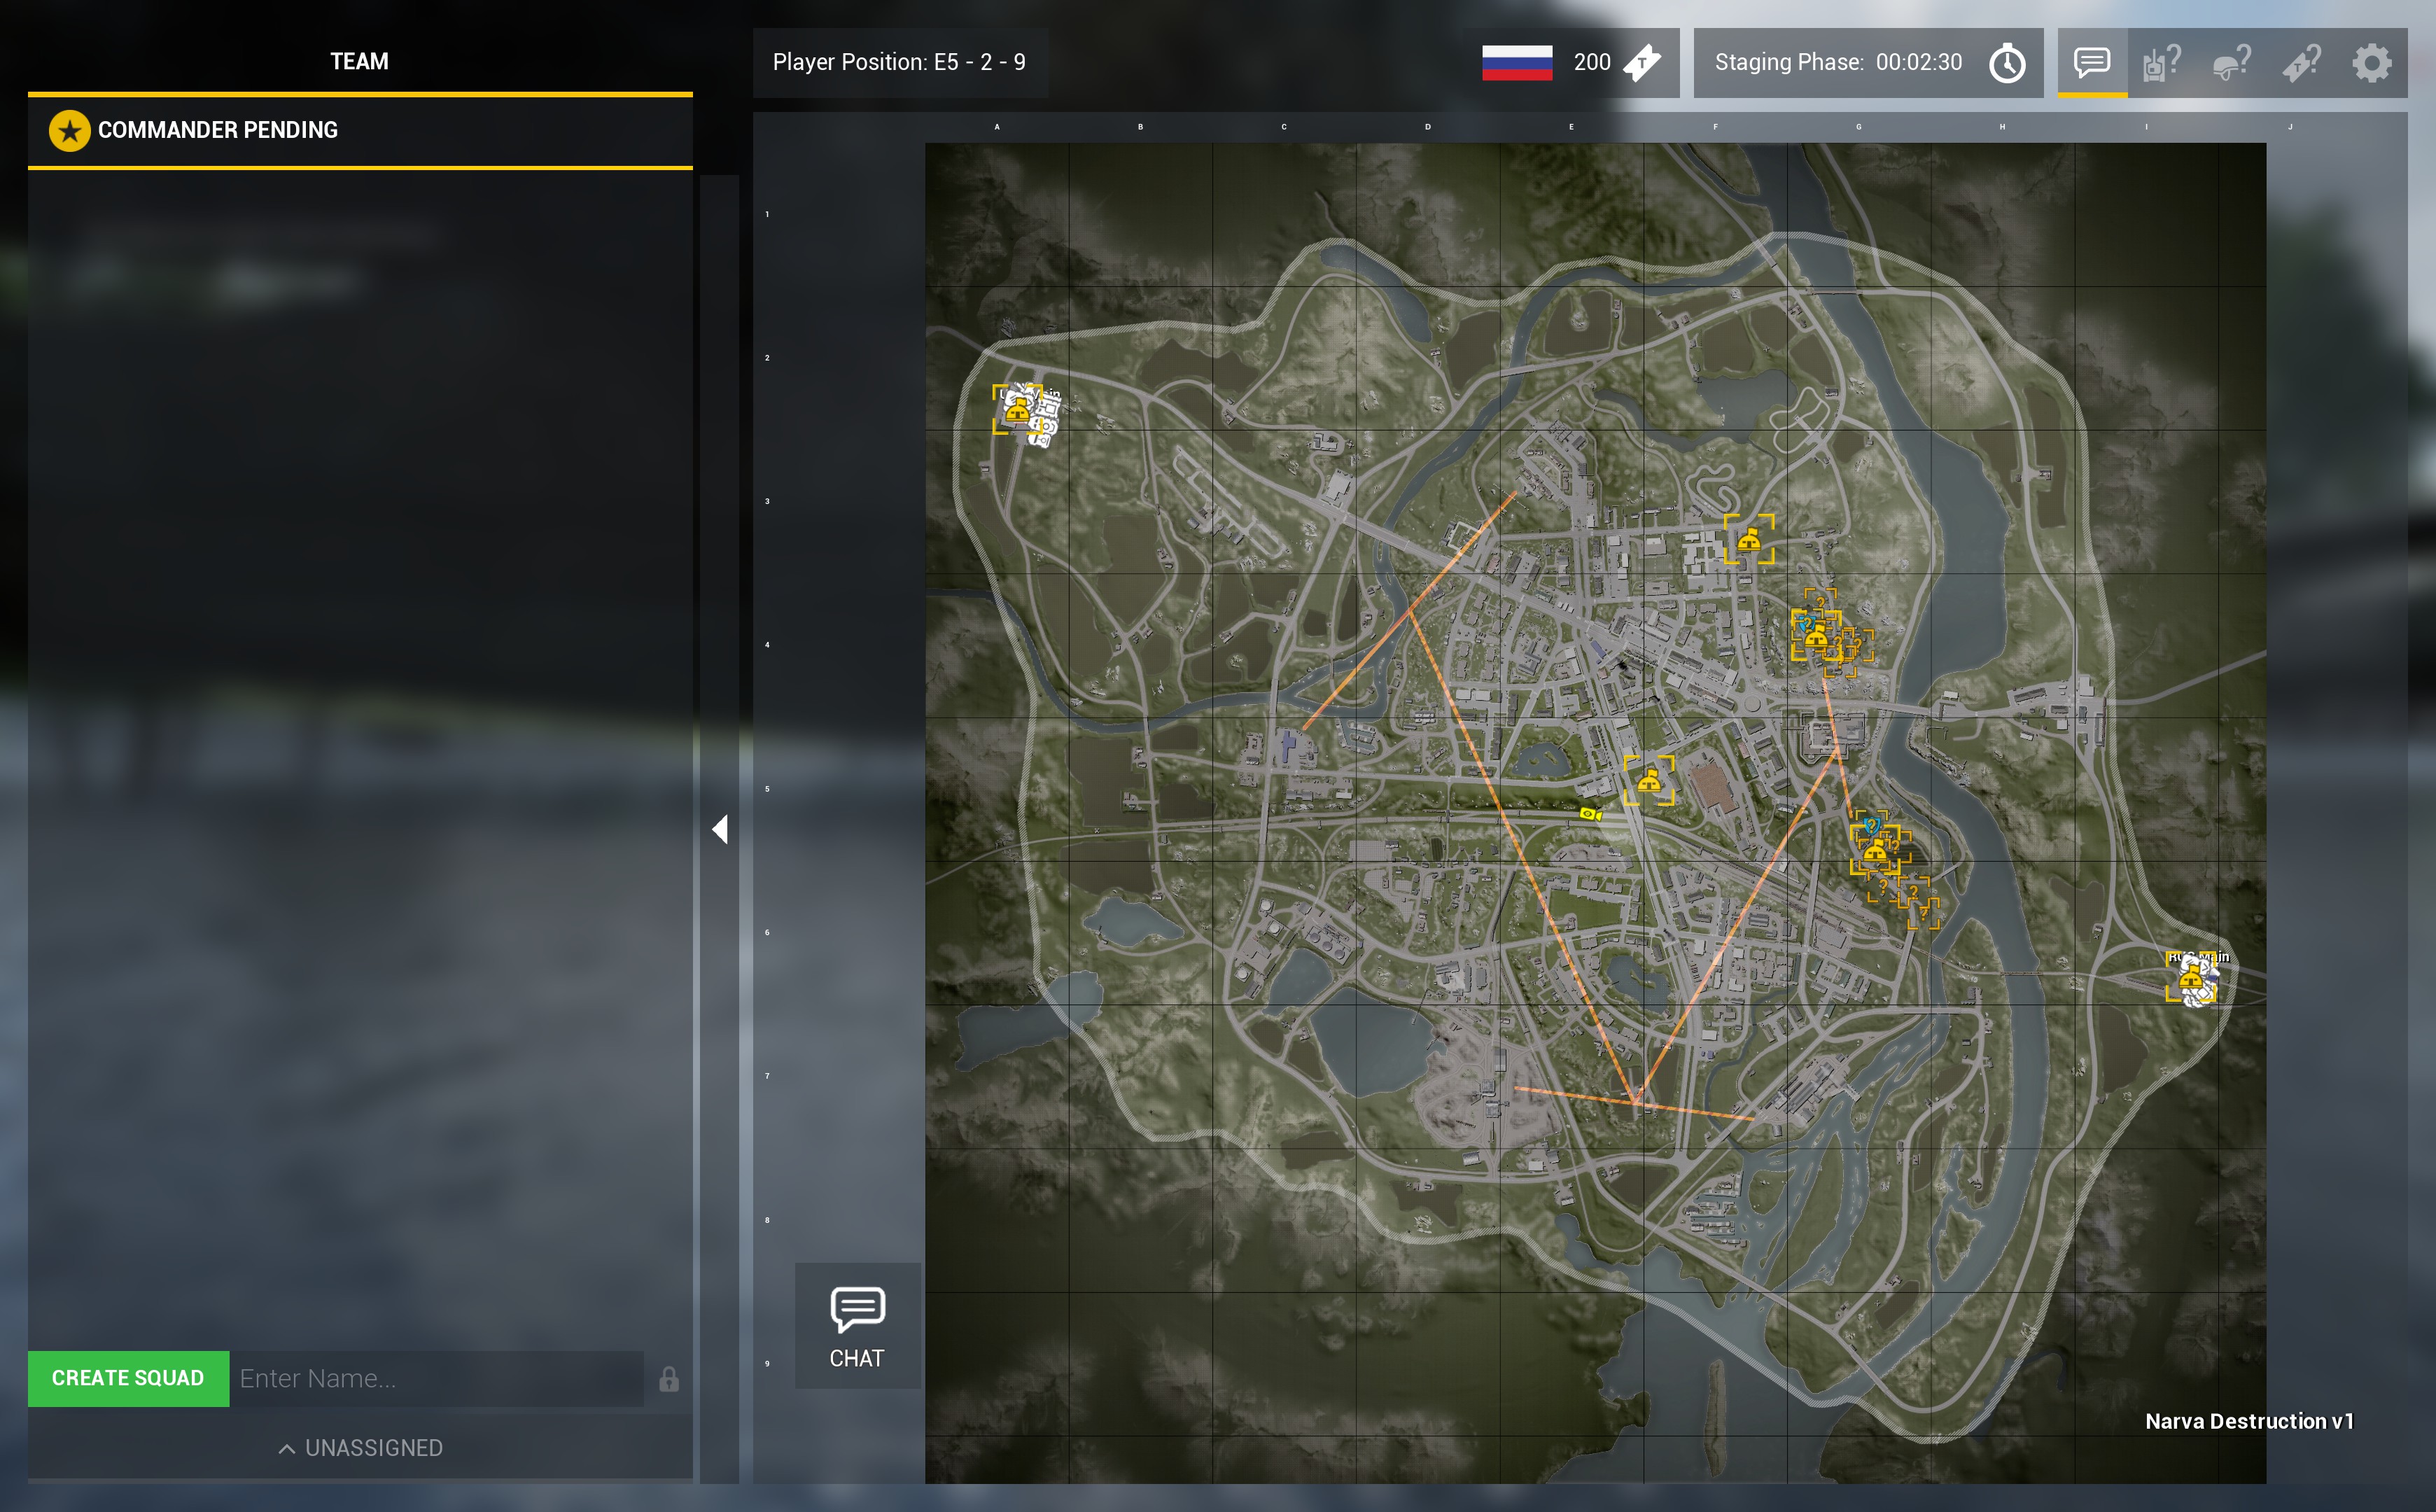 TEAM
Player Position: E5 - 2 - 9
200
Staging Phase: 00:02:30
COMMANDER PENDING
A B C D E F G H I J
1
2
3
4
5
6
7
8
9
CHAT
CREATE SQUAD Enter Name...
UNASSIGNED
Narva Destruction v1